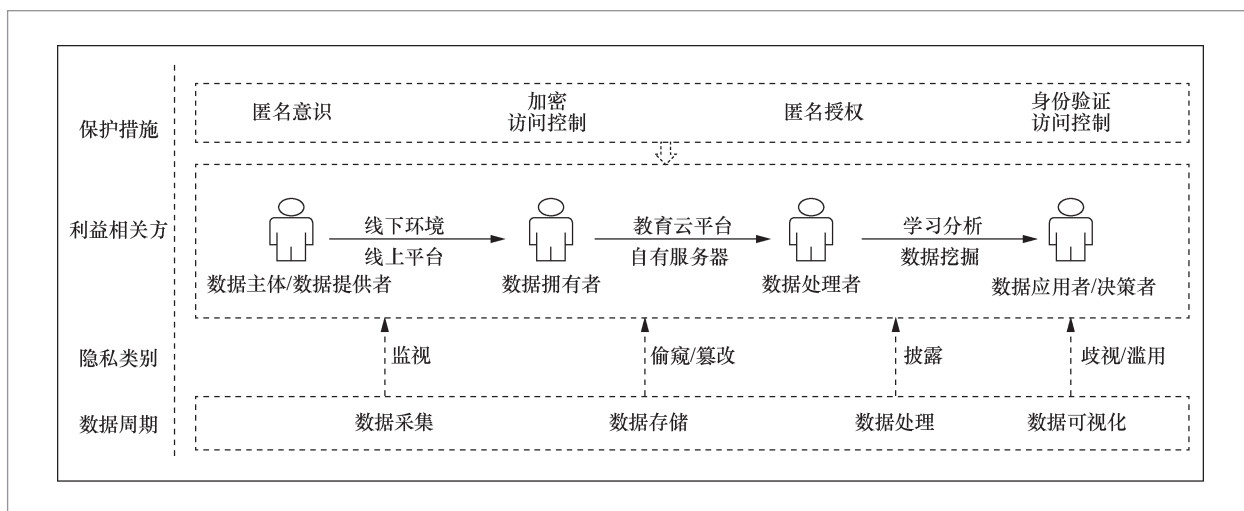 保护措施
匿名意识
加密
访问控制
匿名授权
身份验证
访问控制
利益相关方
线下环境
线上平台
教育云平台
自有服务器
学习分析
数据挖掘
数据主体/数据提供者
数据拥有者
数据处理者
数据应用者/决策者
隐私类别
监视
偷窥/篡改
披露
歧视/滥用
数据周期
数据采集
数据存储
数据处理
数据可视化